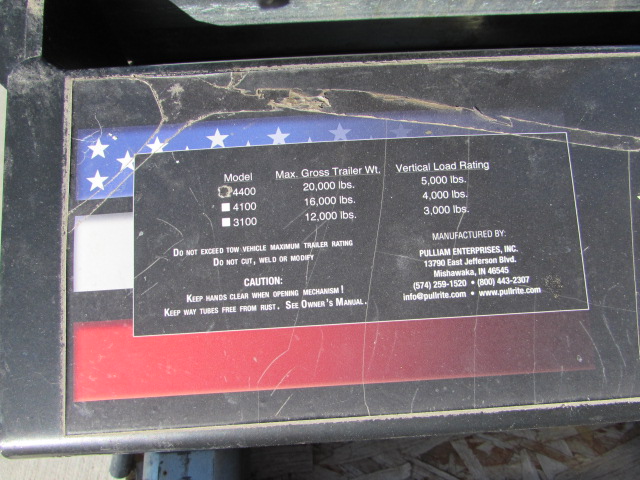 Model Max. Gross Trailer Wt. Vertical Load Rating
4400 20,000 lbs. 5,000 lbs.
4100 16,000 lbs. 4,000 lbs.
3100 12,000 lbs. 3,000 lbs.
DO NOT EXCEED TOW VEHICLE MAXIMUM TRAILER RATING
DO NOT CUT, WELD OR MODIFY
CAUTION:
KEEP HANDS CLEAR WHEN OPENING MECHANISM!
KEEP WAY TUBES FREE FROM RUST. SEE OWNER'S MANUAL.
MANUFACTURED BY:
PULLIAM ENTERPRISES, INC.
13790 East Jefferson Blvd.
Mishawaka, IN 46545
(574) 259-1520 • (800) 443-2307
info@pullrite.com • www.pullrite.com